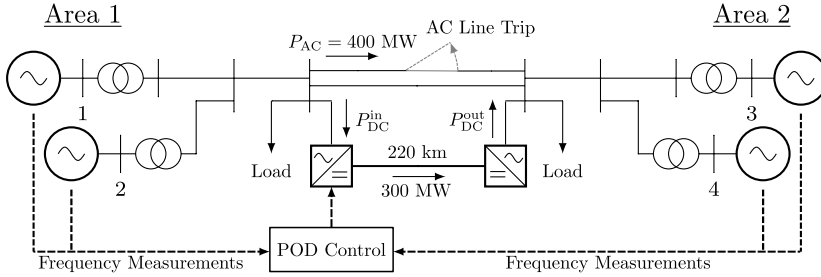 Area 1
Area 2
AC Line Trip
P_AC = 400 MW
1
3
P_DC^in
P_DC^out
2
Load
220 km
300 MW
Load
4
POD Control
Frequency Measurements
Frequency Measurements